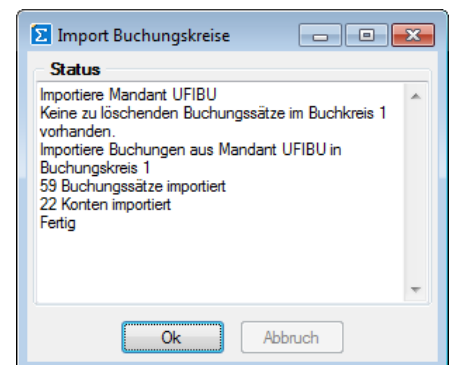 Import Buchungskreise
Status
Importiere Mandant UFIBU
Keine zu löschenden Buchungssätze im Buchkreis 1
vorhanden.
Importiere Buchungen aus Mandant UFIBU in
Buchungskreis 1
59 Buchungssätze importiert
22 Konten importiert
Fertig
Ok
Abbruch